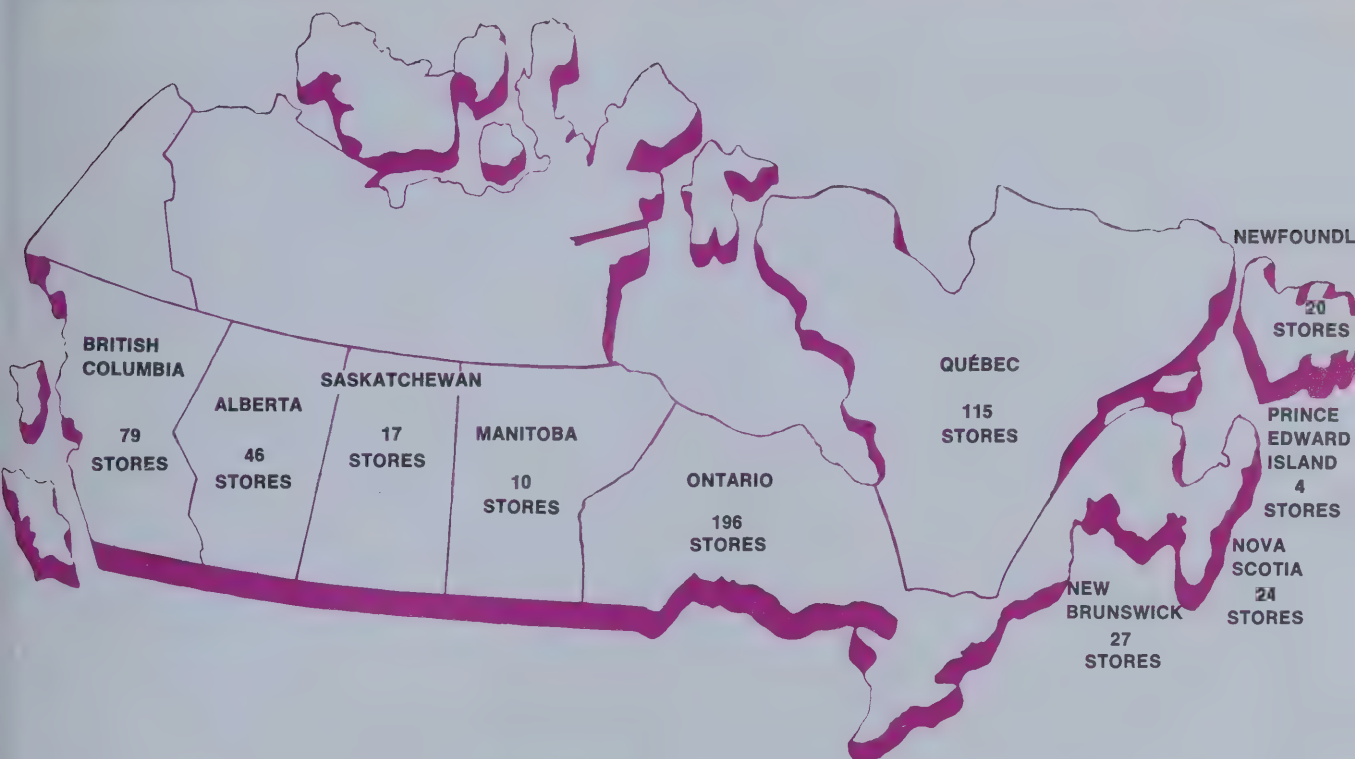 BRITISH
COLUMBIA
79
STORES
ALBERTA
46
STORES
SASKATCHEWAN
17
STORES
MANITOBA
10
STORES
ONTARIO
196
STORES
QUÉBEC
115
STORES
NEWFOUNDL
20
STORES
PRINCE
EDWARD
ISLAND
4
STORES
NOVA
SCOTIA
24
STORES
NEW
BRUNSWICK
27
STORES